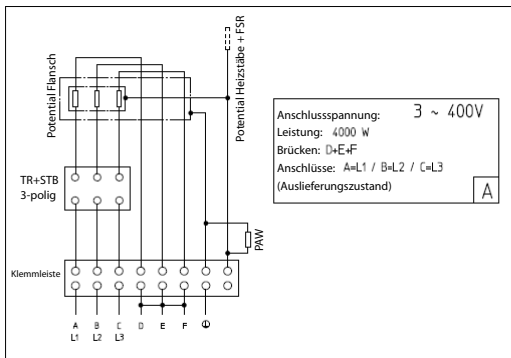 Potential Flansch
Potential Heizstäbe + FSR
TR+STB
3-polig
PAW
Klemmleiste
A B C D E F
L1 L2 L3
Anschlussspannung: 3 ~ 400V
Leistung: 4000 W
Brücken: D+E+F
Anschlüsse: A=L1 / B=L2 / C=L3
(Auslieferungszustand)
A